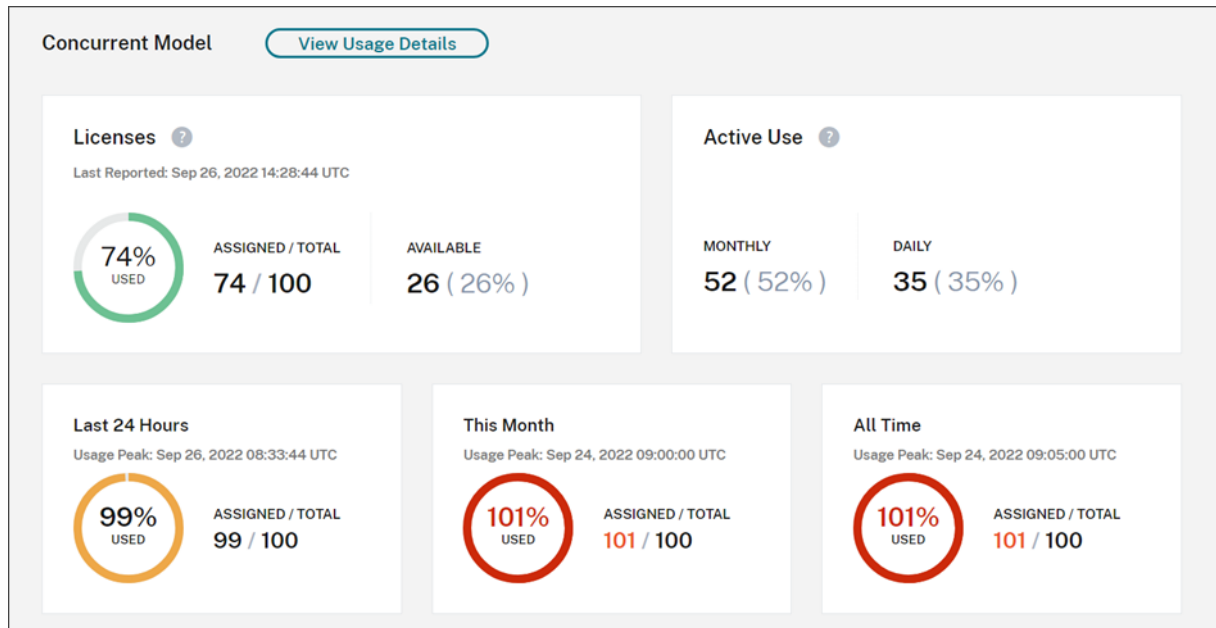 Concurrent Model
View Usage Details
Licenses ?
Last Reported: Sep 26, 2022 14:28:44 UTC
74%
USED
ASSIGNED / TOTAL
74 / 100
AVAILABLE
26 ( 26% )
Active Use ?
MONTHLY
52 ( 52% )
DAILY
35 ( 35% )
Last 24 Hours
Usage Peak: Sep 26, 2022 08:33:44 UTC
99%
USED
ASSIGNED / TOTAL
99 / 100
This Month
Usage Peak: Sep 24, 2022 09:00:00 UTC
101%
USED
ASSIGNED / TOTAL
101 / 100
All Time
Usage Peak: Sep 24, 2022 09:05:00 UTC
101%
USED
ASSIGNED / TOTAL
101 / 100